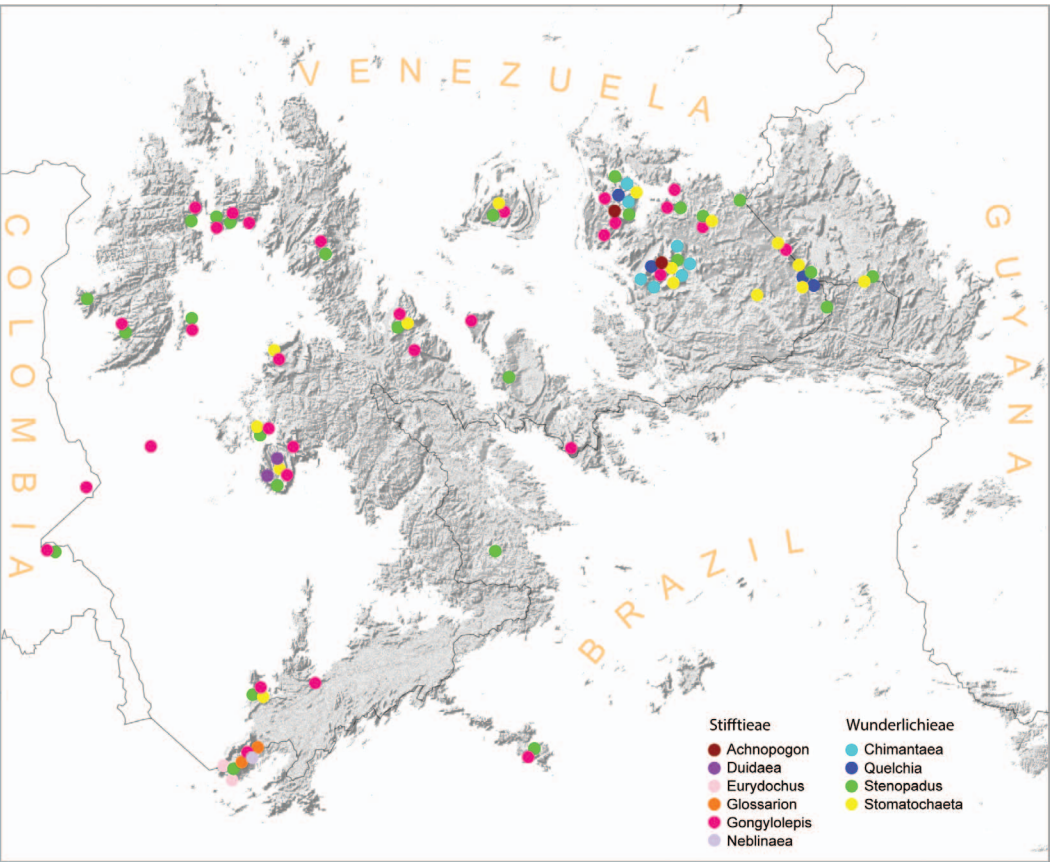 VENEZUELA
COLOMBIA
GUYANA
BRAZIL
Stifftieae
Achnopogon
Duidaea
Eurydochus
Glossarion
Gongylolepis
Neblinaea
Wunderlichieae
Chimantaea
Quelchia
Stenopadus
Stomatochaeta